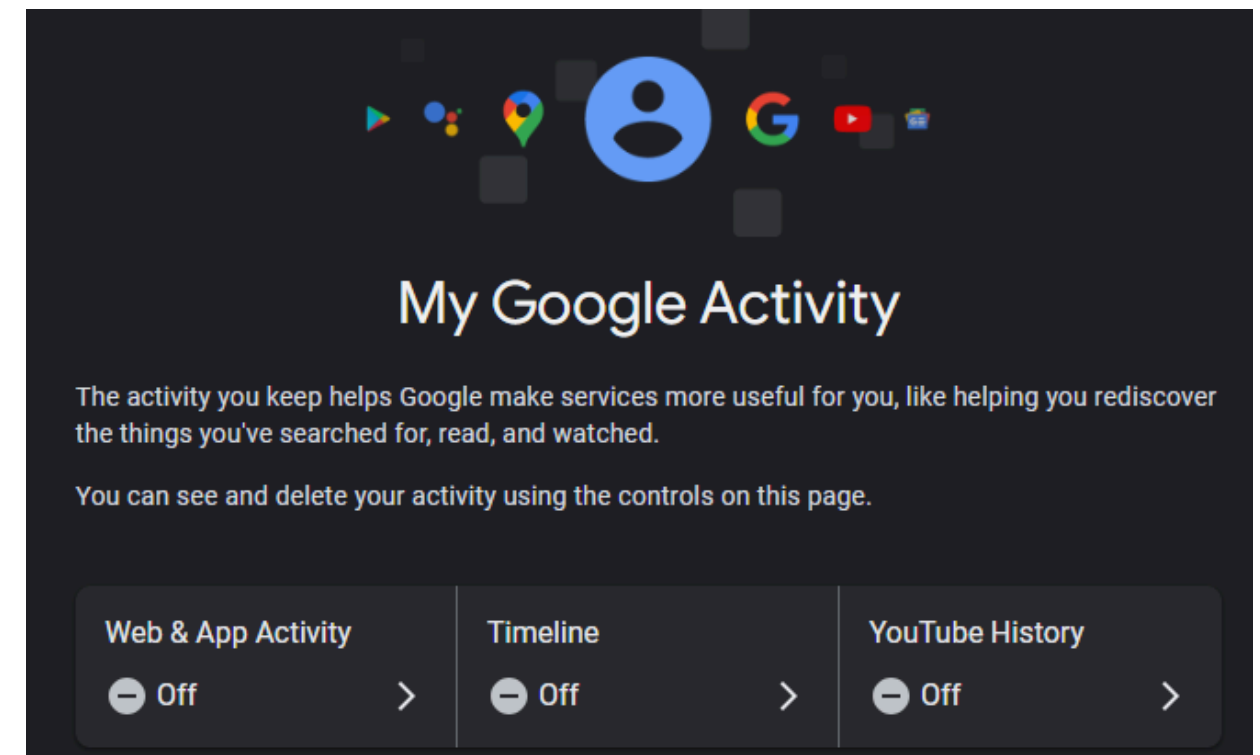 My Google Activity
The activity you keep helps Google make services more useful for you, like helping you rediscover
the things you've searched for, read, and watched.
You can see and delete your activity using the controls on this page.
Web & App Activity
Off
Timeline
Off
YouTube History
Off